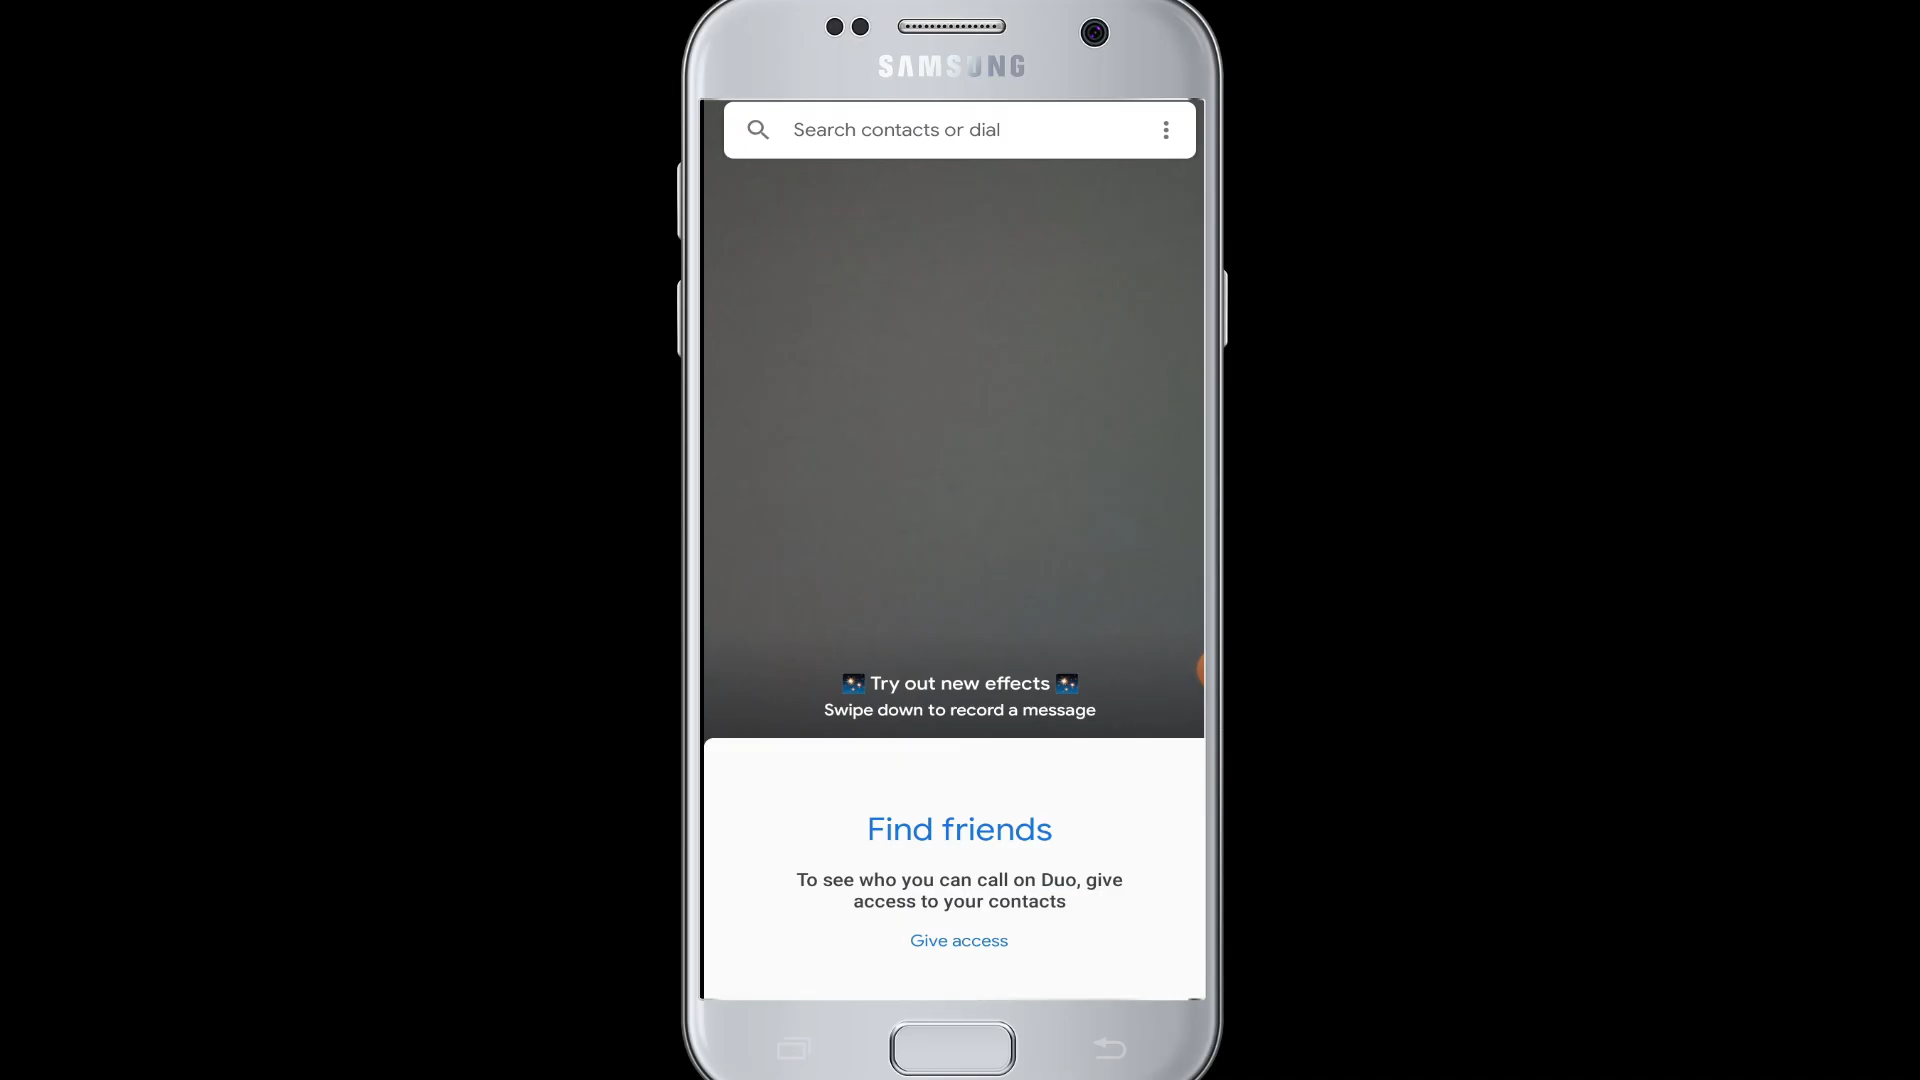 SAMSUNG
Search contacts or dial
Try out new effects
Swipe down to record a message
Find friends
To see who you can call on Duo, give
access to your contacts
Give access